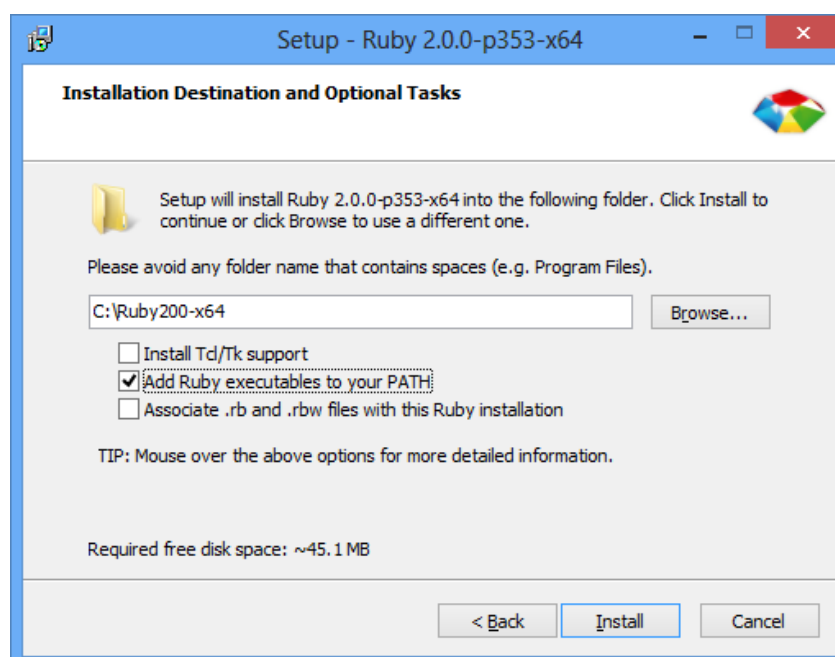 Setup - Ruby 2.0.0-p353-x64
Installation Destination and Optional Tasks
Setup will install Ruby 2.0.0-p353-x64 into the following folder. Click Install to
continue or click Browse to use a different one.
Please avoid any folder name that contains spaces (e.g. Program Files).
C:\Ruby200-x64
Browse...
Install Tcl/Tk support
Add Ruby executables to your PATH
Associate .rb and .rbw files with this Ruby installation
TIP: Mouse over the above options for more detailed information.
Required free disk space: ~45.1 MB
< Back
Install
Cancel